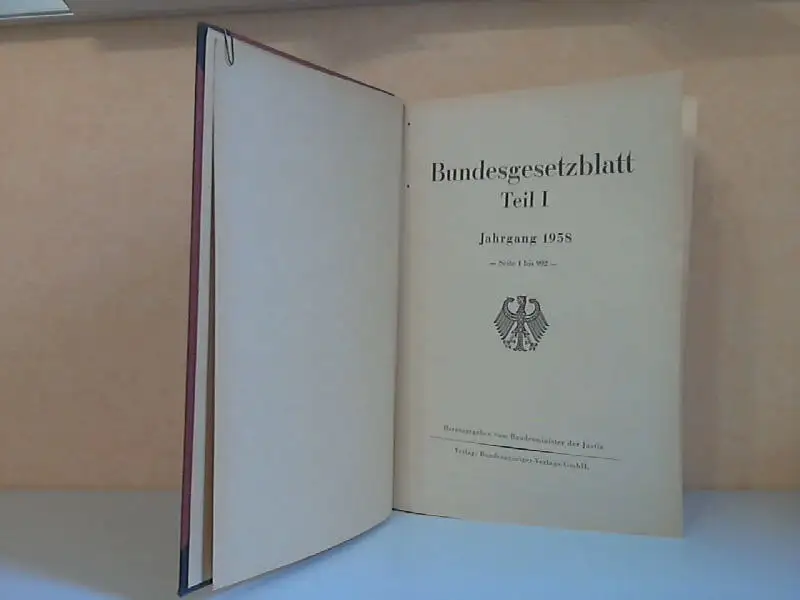 Bundesgesetzblatt
Teil I
Jahrgang 1958
— Seite 1 bis 992 —
Herausgegeben vom Bundesminister der Justiz
Verlag: Bundesanzeiger-Verlags-GmbH.